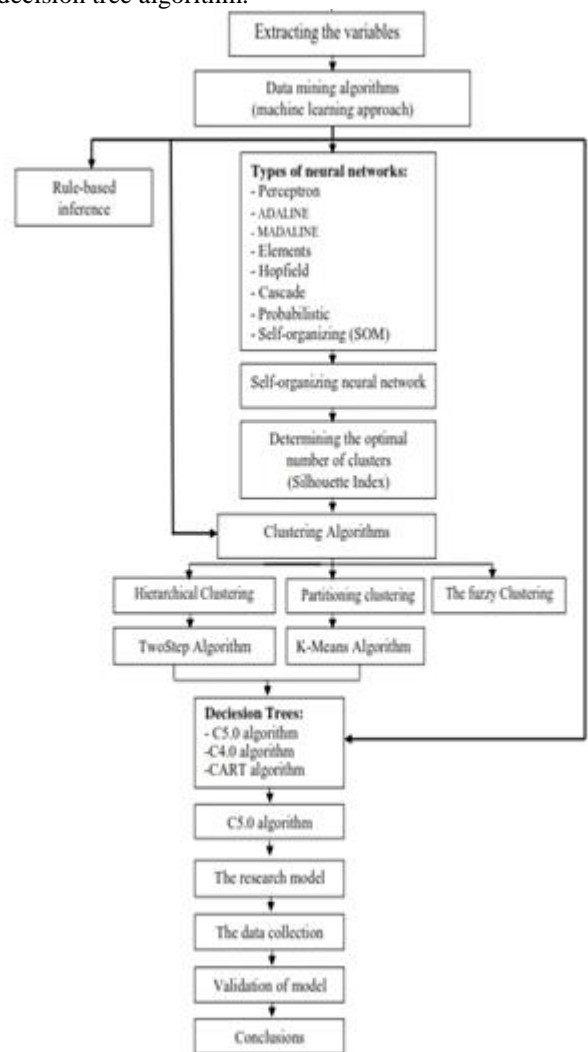 decision tree algorithm.
Extracting the variables
Data mining algorithms
(machine learning approach)
Rule-based
inference
Types of neural networks:
- Perceptron
- ADALINE
- MADALINE
- Elements
- Hopfield
- Cascade
- Probabilistic
- Self-organizing (SOM)
Self-organizing neural network
Determining the optimal
number of clusters
(Silhouette Index)
Clustering Algorithms
Hierarchical Clustering
Partitioning clustering
The fuzzy Clustering
TwoStep Algorithm
K-Means Algorithm
Deciesion Trees:
- C5.0 algorithm
-C4.0 algorithm
-CART algorithm
C5.0 algorithm
The research model
The data collection
Validation of model
Conclusions